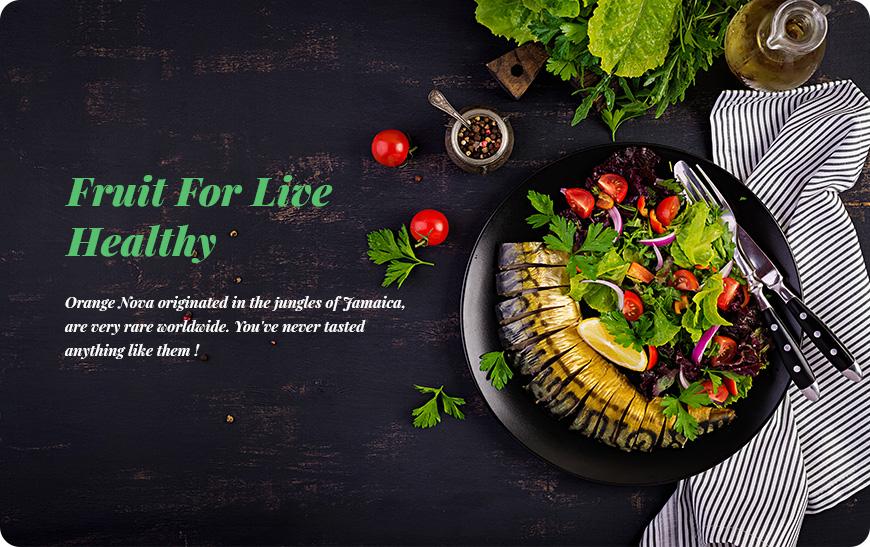 Fruit For Live
Healthy
Orange Nova originated in the jungles of Jamaica,
are very rare worldwide. You've never tasted
anything like them !